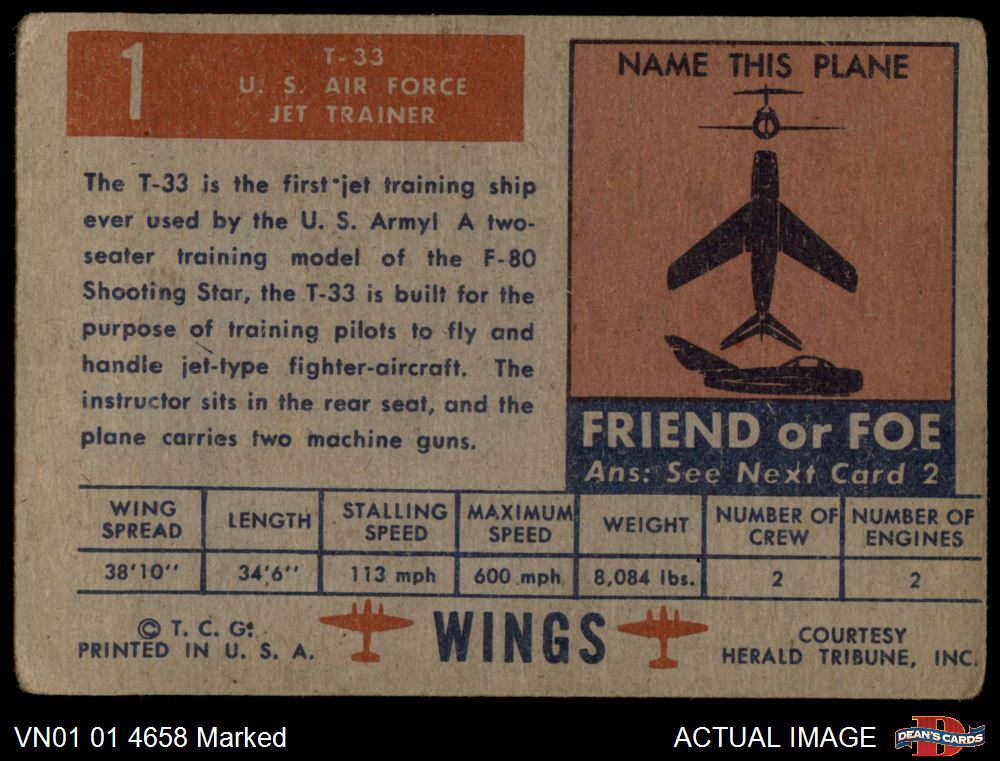 1
T-33
U. S. AIR FORCE
JET TRAINER
The T-33 is the first jet training ship
ever used by the U. S. Army! A two-
seater training model of the F-80
Shooting Star, the T-33 is built for the
purpose of training pilots to fly and
handle jet-type fighter-aircraft. The
instructor sits in the rear seat, and the
plane carries two machine guns.
NAME THIS PLANE
FRIEND or FOE
Ans: See Next Card 2
WING SPREAD
LENGTH
STALLING SPEED
MAXIMUM SPEED
WEIGHT
NUMBER OF CREW
NUMBER OF ENGINES
38'10''
34'6''
113 mph
600 mph
8,084 lbs.
2
2
© T. C. G.
PRINTED IN U. S. A.
WINGS
COURTESY
HERALD TRIBUNE, INC.
VN01 01 4658 Marked
ACTUAL IMAGE
DEAN'S CARDS